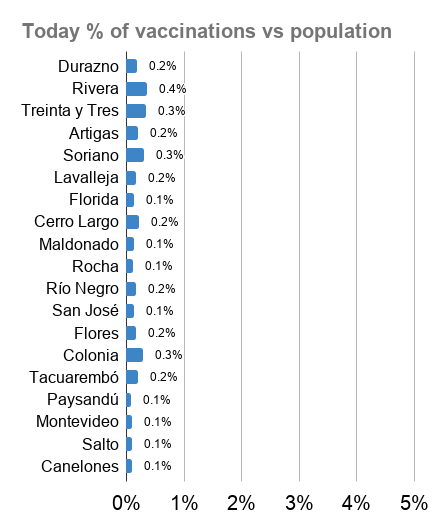 Today % of vaccinations vs population
Durazno 0.2%
Rivera 0.4%
Treinta y Tres 0.3%
Artigas 0.2%
Soriano 0.3%
Lavalleja 0.2%
Florida 0.1%
Cerro Largo 0.2%
Maldonado 0.1%
Rocha 0.1%
Río Negro 0.2%
San José 0.1%
Flores 0.2%
Colonia 0.3%
Tacuarembó 0.2%
Paysandú 0.1%
Montevideo 0.1%
Salto 0.1%
Canelones 0.1%
0% 1% 2% 3% 4% 5%